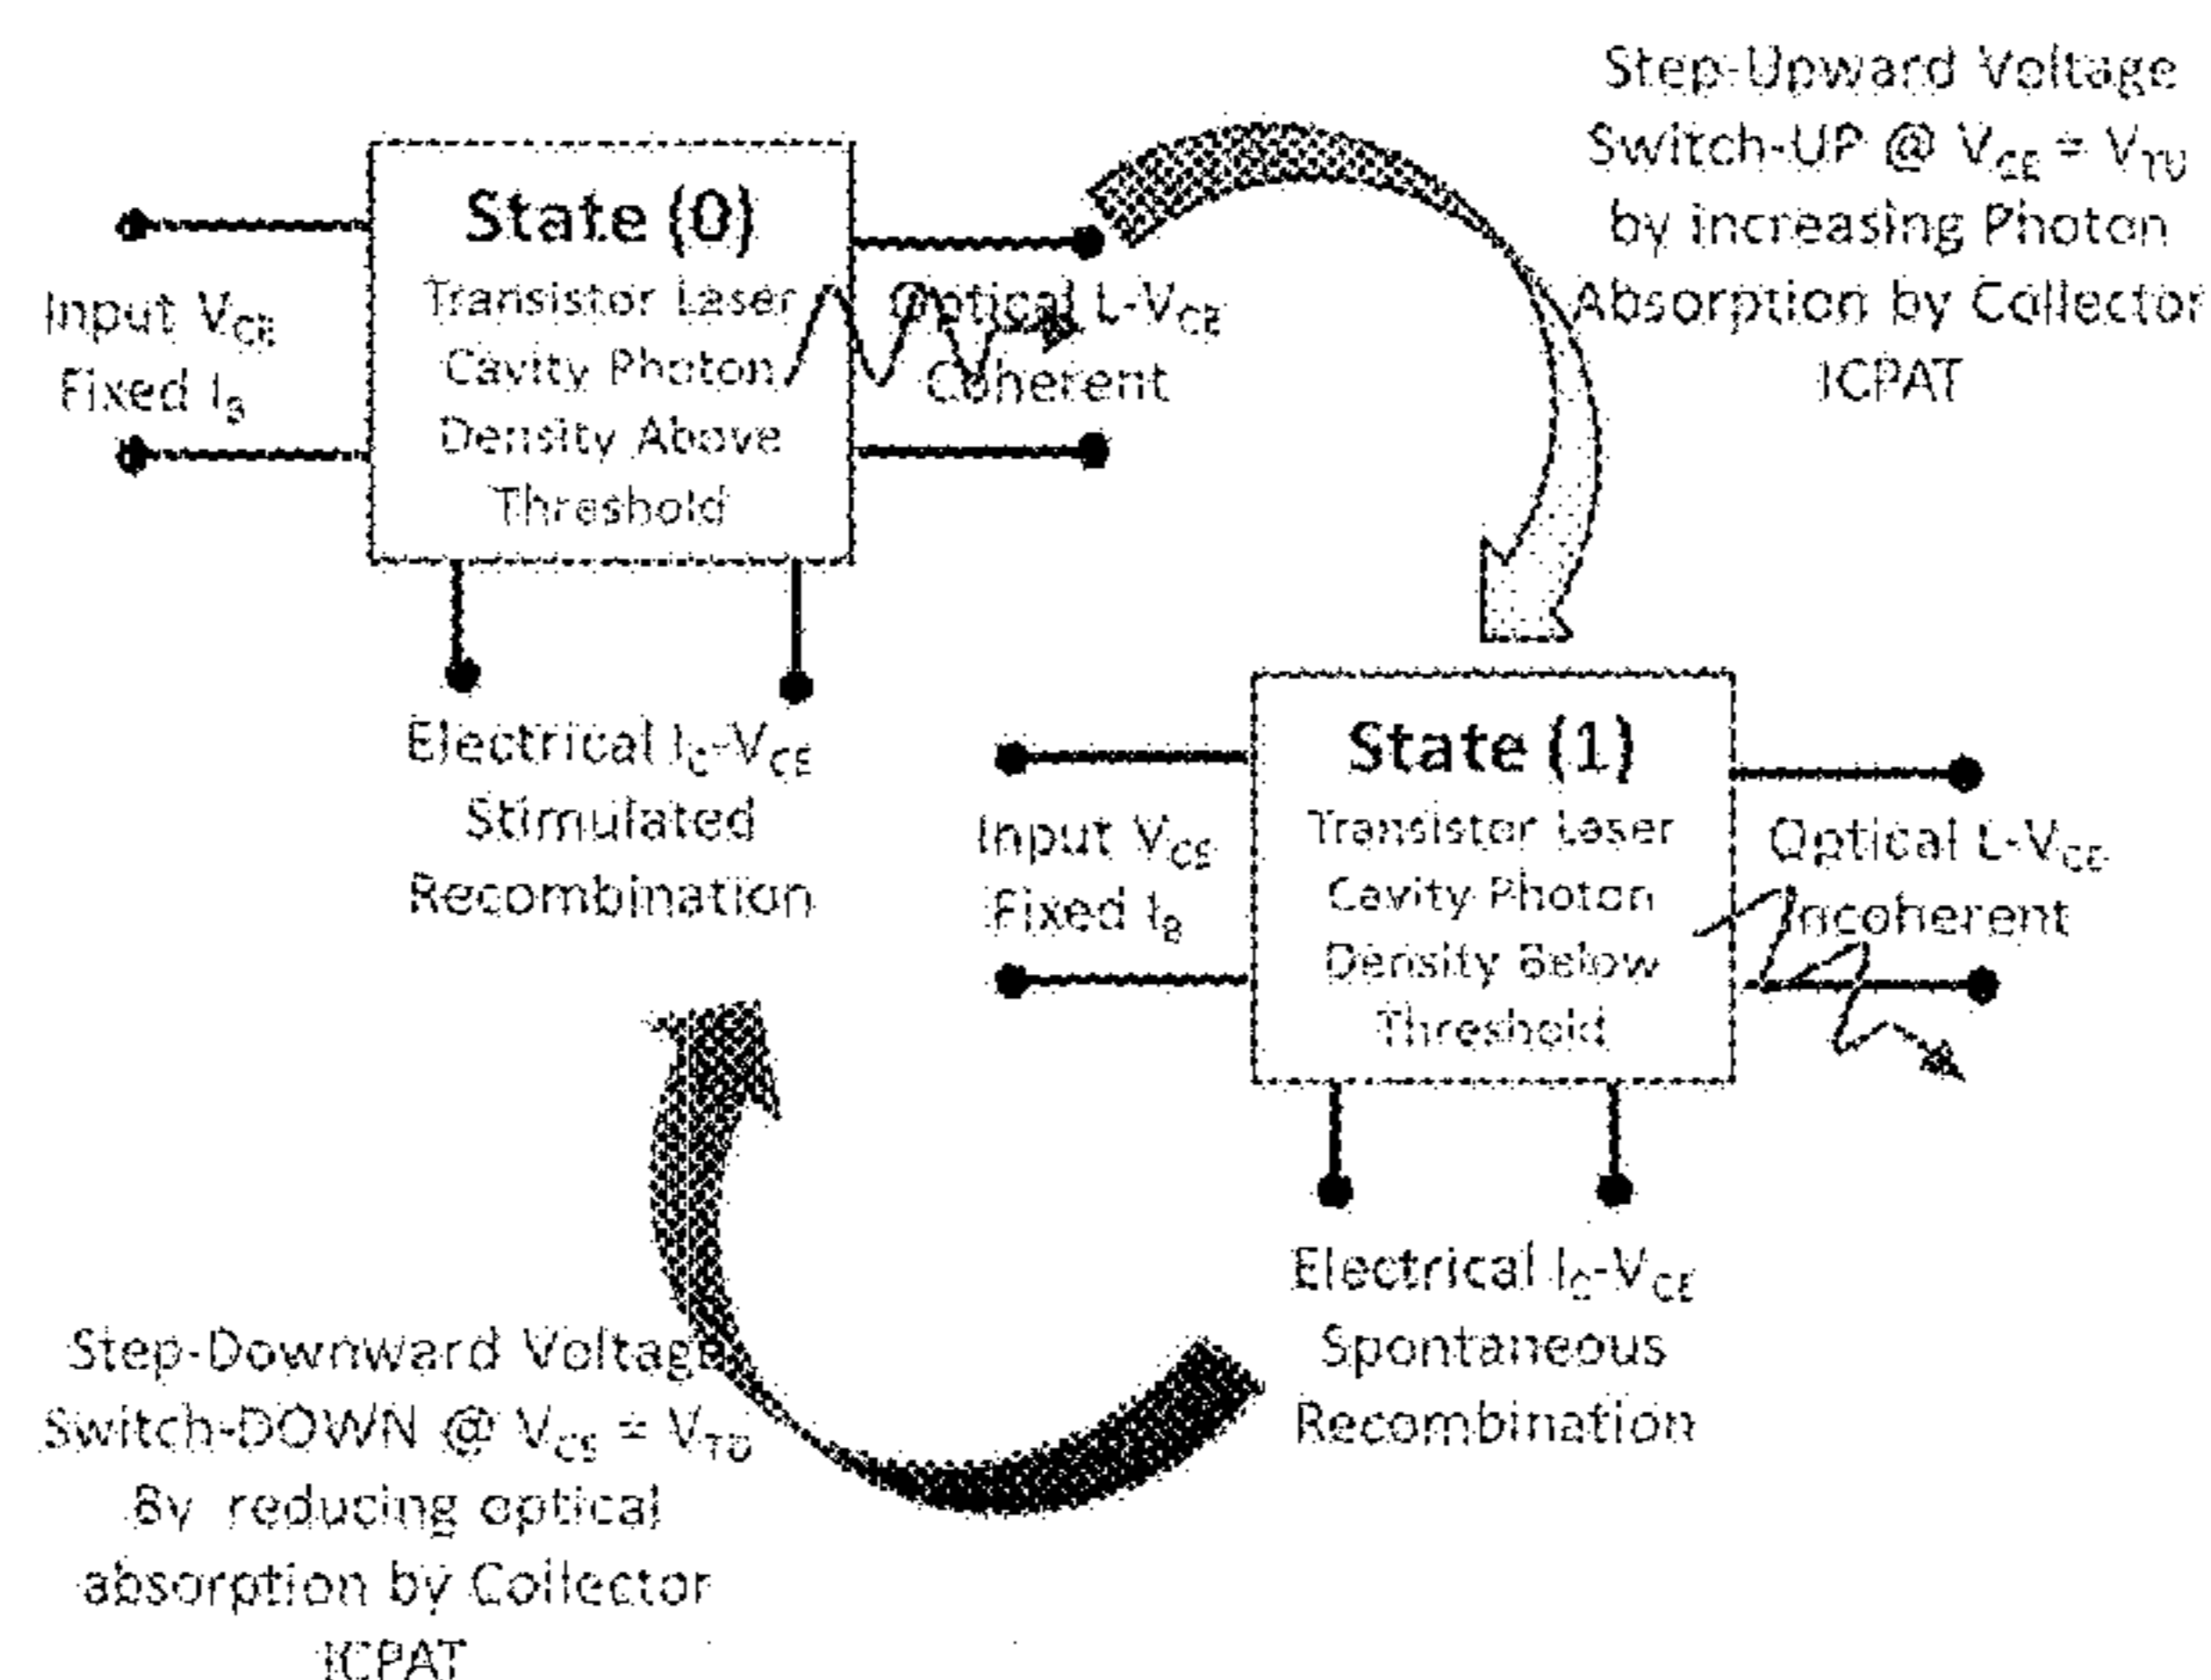 Step-Upward Voltage
Switch-UP @ V_CE = V_TU
by increasing Photon
Absorption by Collector
ICPAT
State (0)
Transistor Laser
Cavity Photon
Density Above
Threshold
Input V_CE
Fixed I_B
Optical L-V_CE
Coherent
Electrical I_C-V_CE
Stimulated
Recombination
State (1)
Transistor Laser
Cavity Photon
Density Below
Threshold
Input V_CE
Fixed I_B
Optical L-V_CE
Incoherent
Electrical I_C-V_CE
Spontaneous
Recombination
Step-Downward Voltage
Switch-DOWN @ V_CE =
By reducing optical
absorption by Collector
ICPAT